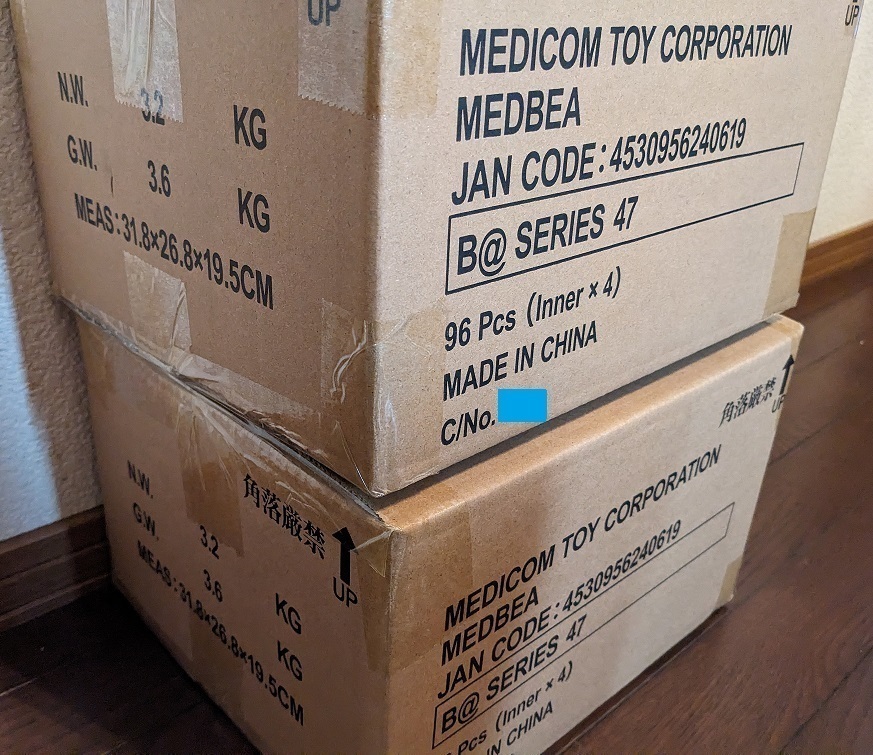 UP
N.W. 3.2 KG
G.W. 3.6 KG
MEAS:31.8×26.8×19.5CM
UP
MEDICOM TOY CORPORATION
MEDBEA
JAN CODE:4530956240619
B@ SERIES 47
96 Pcs (Inner × 4)
MADE IN CHINA
C/No.
角落厳禁
UP
N.W. 3.2 KG
G.W. 3.6 KG
MEAS:31.8×26.8×19.5CM
角落厳禁
UP
MEDICOM TOY CORPORATION
MEDBEA
JAN CODE:4530956240619
B@ SERIES 47
Pcs (Inner × 4)
IN CHINA